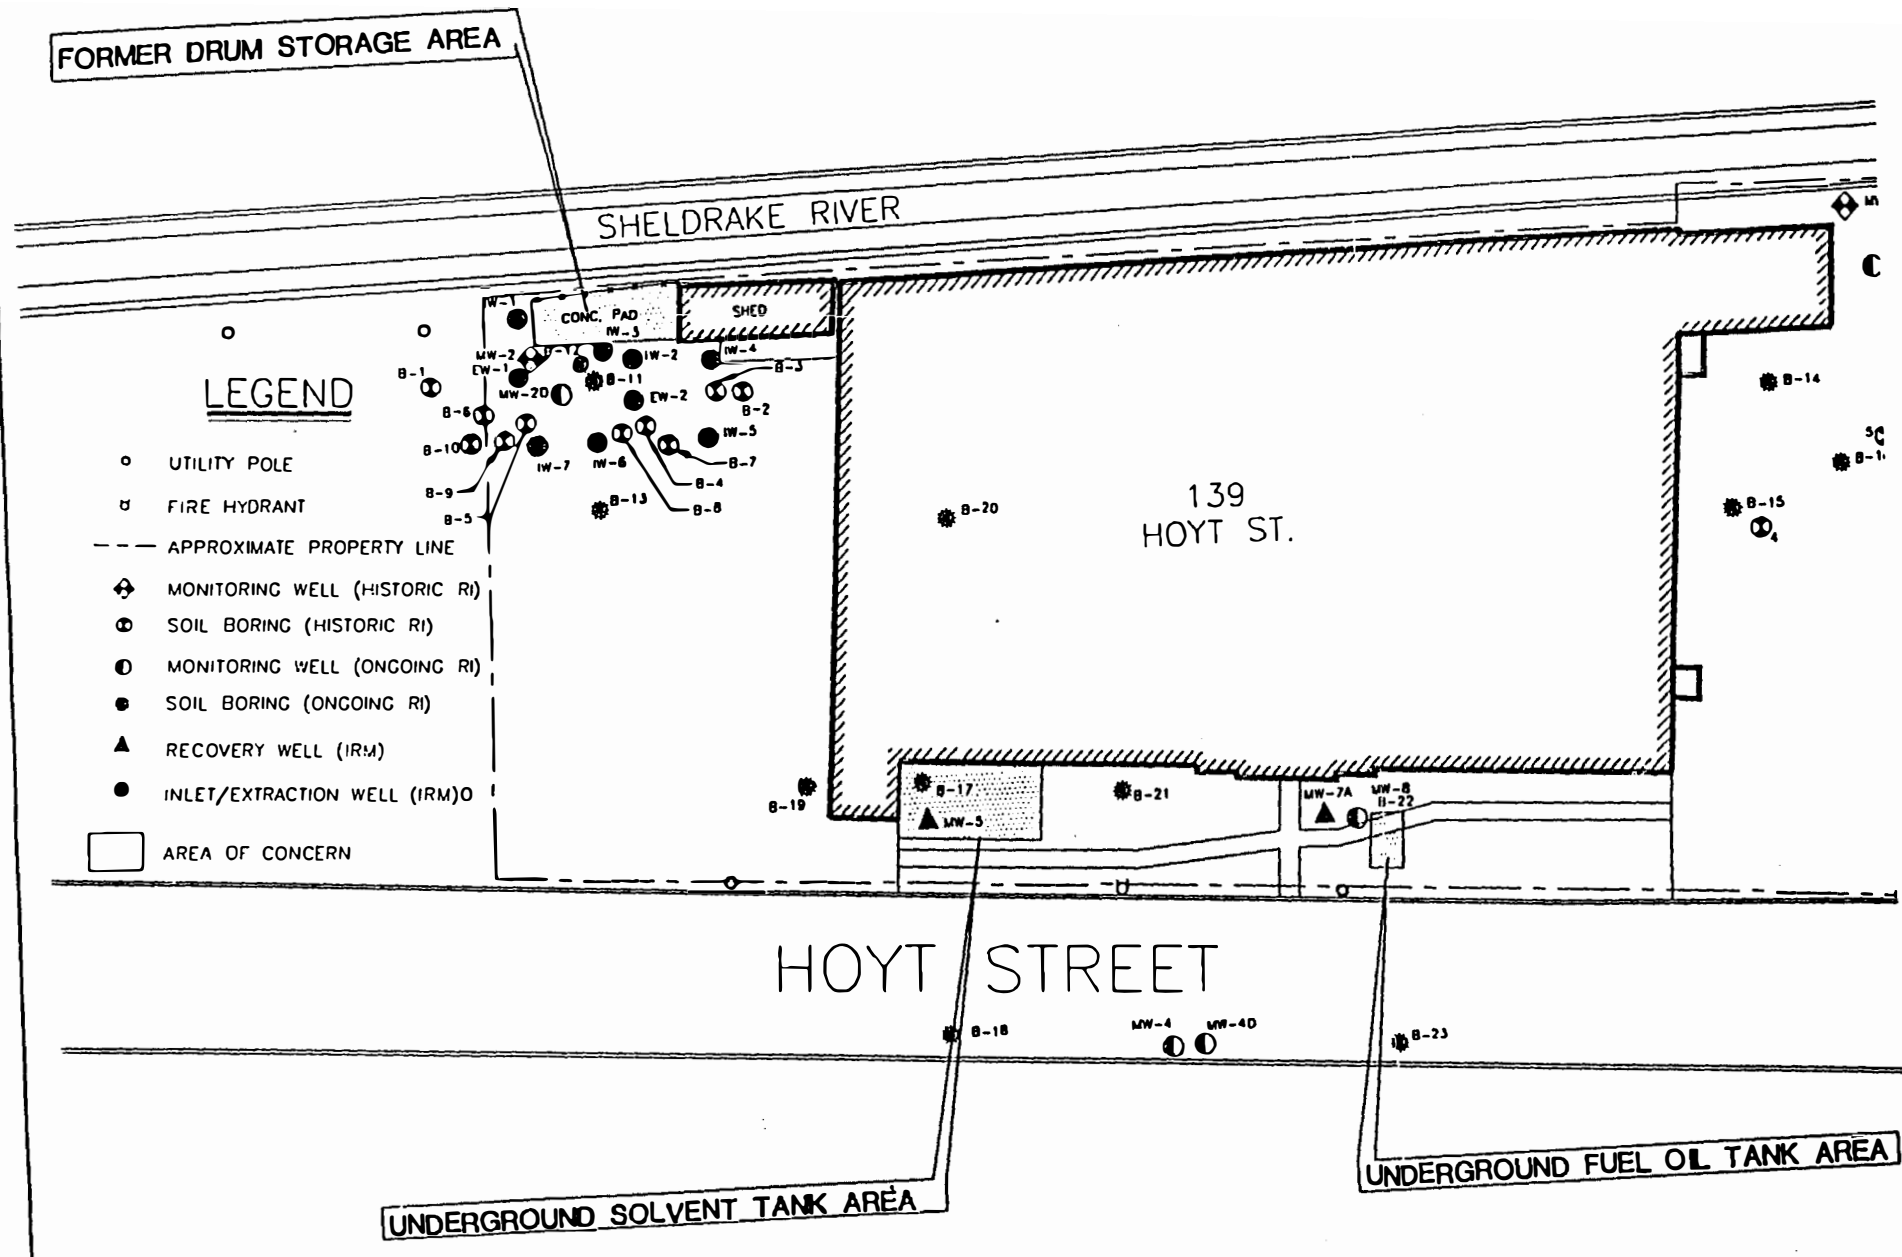 FORMER DRUM STORAGE AREA
SHELDRAKE RIVER
CONC. PAD
SHED
IW-3
IW-2
IW-4
MW-2
EW-1
MW-2D
B-11
B-3
B-1
EW-2
B-2
B-6
B-10
IW-7
IW-6
IW-5
B-7
B-9
B-4
B-5
B-13
B-8
LEGEND
UTILITY POLE
FIRE HYDRANT
APPROXIMATE PROPERTY LINE
MONITORING WELL (HISTORIC RI)
SOIL BORING (HISTORIC RI)
MONITORING WELL (ONGOING RI)
SOIL BORING (ONGOING RI)
RECOVERY WELL (IRM)
INLET/EXTRACTION WELL (IRM)O
AREA OF CONCERN
B-20
139
HOYT ST.
B-14
B-15
4
B-19
B-17
MW-5
B-21
MW-7A
MW-8
B-22
HOYT STREET
B-18
MW-4
MW-4D
B-23
UNDERGROUND SOLVENT TANK AREA
UNDERGROUND FUEL OIL TANK AREA